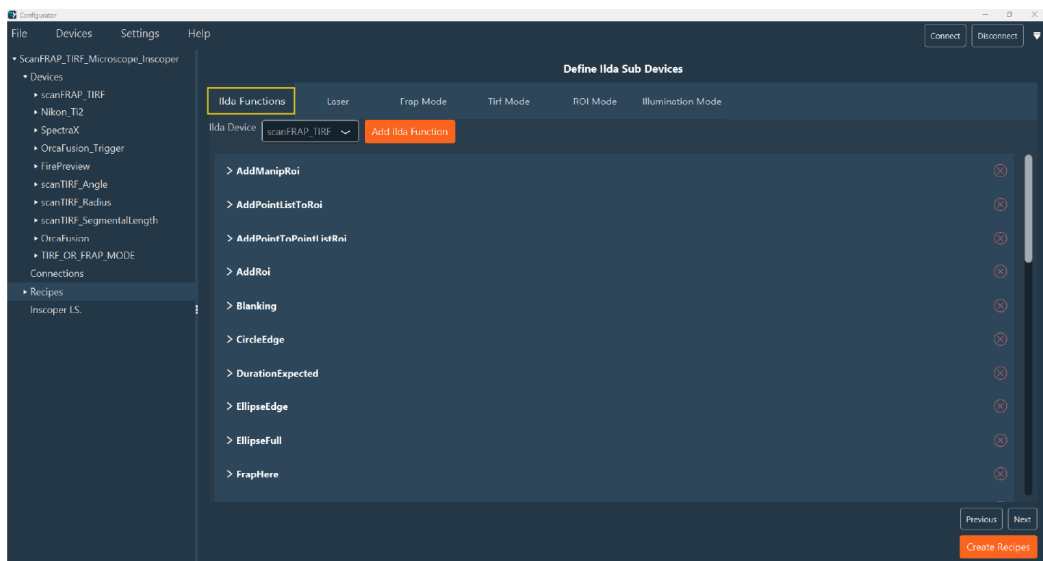 Configurator
File Devices Settings Help
Connect Disconnect
ScanFRAP_TIRF_Microscope_Inscoper
Devices
scanFRAP_TIRF
Nikon_Ti2
SpectraX
OrcaFusion_Trigger
FirePreview
scanTIRF_Angle
scanTIRF_Radius
scanTIRF_SegmentalLength
OrcaFusion
TIRF_OR_FRAP_MODE
Connections
Recipes
Inscoper I.S.
Define Ilda Sub Devices
Ilda Functions Laser Frap Mode Tirf Mode ROI Mode Illumination Mode
Ilda Device scanFRAP_TIRF Add Ilda Function
AddManipRoi
AddPointListToRoi
AddPointToPointListRoi
AddRoi
Blanking
CircleEdge
DurationExpected
EllipseEdge
EllipseFull
FrapHere
Previous Next
Create Recipes